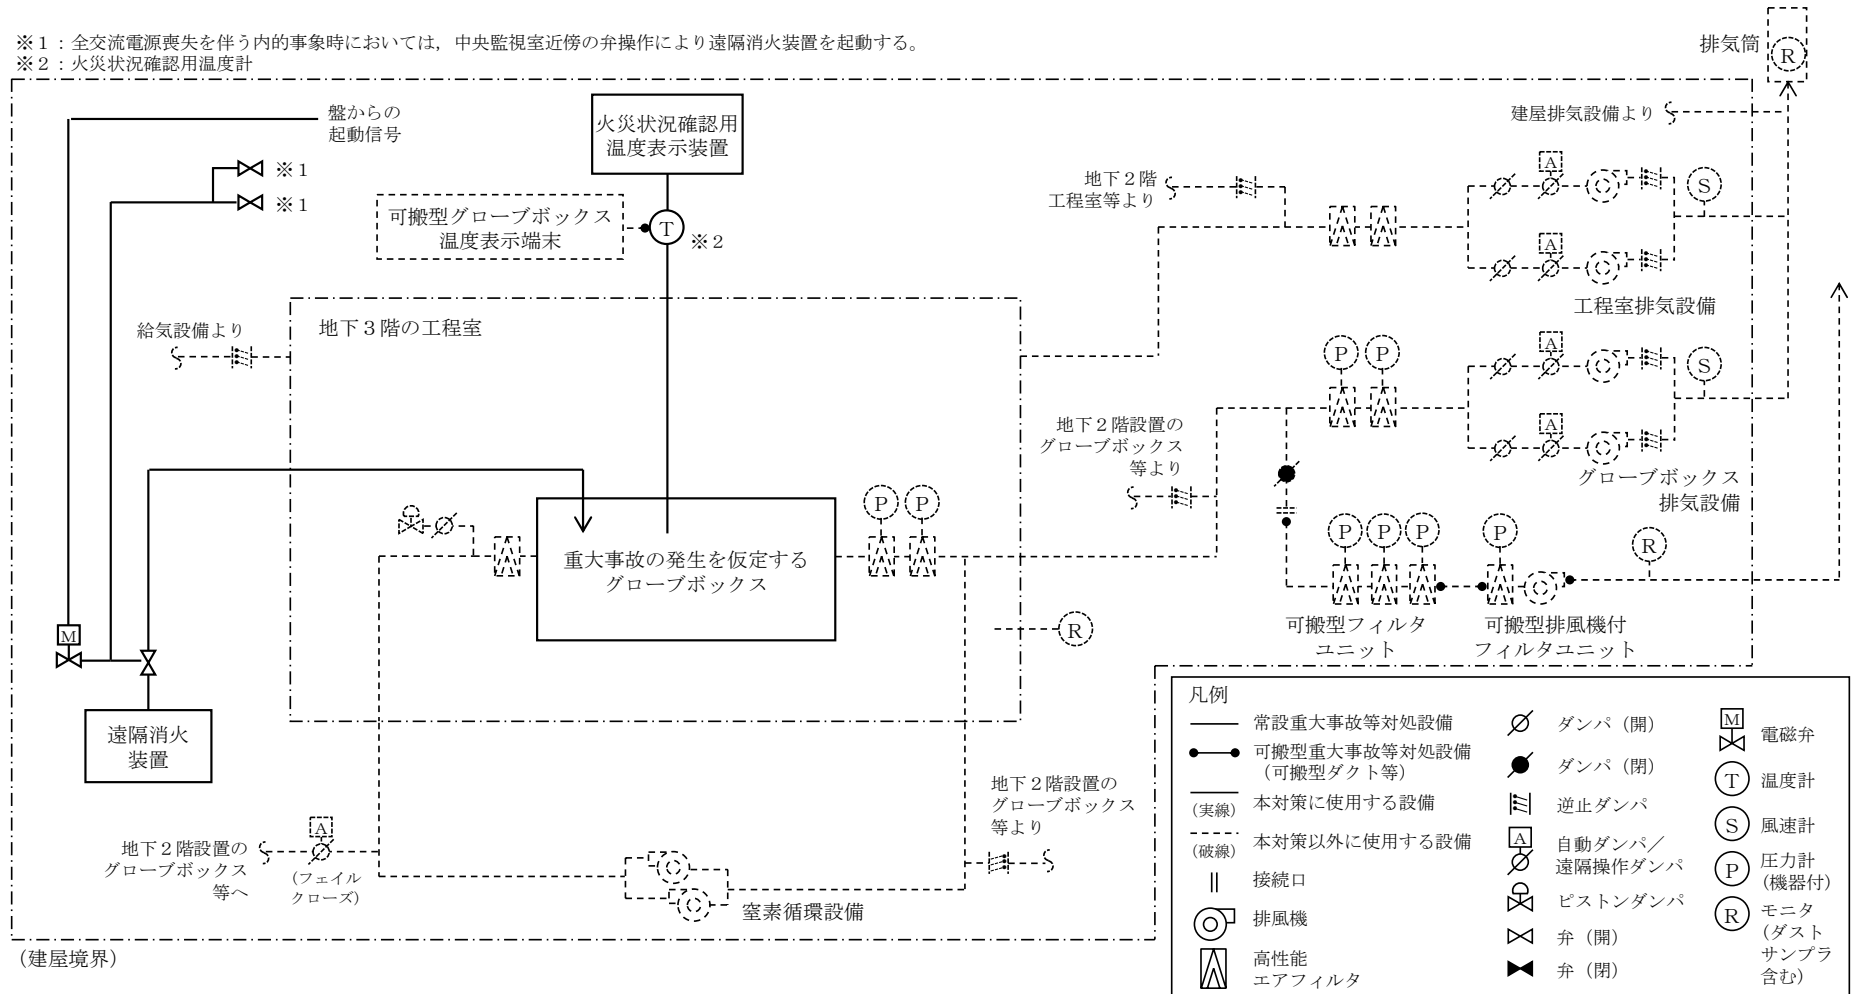 ※１：全交流電源喪失を伴う内的事象時においては，中央監視室近傍の弁操作により遠隔消火装置を起動する。
※２：火災状況確認用温度計
排気筒
R
盤からの
起動信号
※１
※１
火災状況確認用
温度表示装置
可搬型グローブボックス
温度表示端末
T
※２
建屋排気設備より
地下２階
工程室等より
A
S
A
工程室排気設備
給気設備より
地下３階の工程室
P
P
A
S
A
地下２階設置の
グローブボックス
等より
グローブボックス
排気設備
P
P
重大事故の発生を仮定する
グローブボックス
P
P
P
P
R
可搬型フィルタ
ユニット
可搬型排風機付
フィルタユニット
R
M
遠隔消火
装置
地下２階設置の
グローブボックス
等へ
A
（フェイル
クローズ）
窒素循環設備
地下２階設置の
グローブボックス
等より
（建屋境界）
凡例
常設重大事故等対処設備
可搬型重大事故等対処設備
（可搬型ダクト等）
（実線）
本対策に使用する設備
（破線）
本対策以外に使用する設備
接続口
排風機
高性能
エアフィルタ
ダンパ（開）
ダンパ（閉）
逆止ダンパ
A
自動ダンパ／
遠隔操作ダンパ
ピストンダンパ
弁（開）
弁（閉）
M
電磁弁
T
温度計
S
風速計
P
圧力計
（機器付）
R
モニタ
（ダスト
サンプラ
含む）